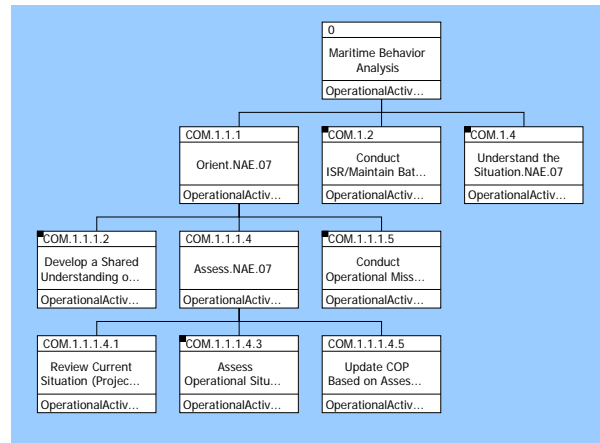 0
Maritime Behavior
Analysis
OperationalActiv...
COM.1.1.1
Orient.NAE.07
OperationalActiv...
COM.1.2
Conduct
ISR/Maintain Bat...
OperationalActiv...
COM.1.4
Understand the
Situation.NAE.07
OperationalActiv...
COM.1.1.1.2
Develop a Shared
Understanding o...
OperationalActiv...
COM.1.1.1.4
Assess.NAE.07
OperationalActiv...
COM.1.1.1.5
Conduct
Operational Miss...
OperationalActiv...
COM.1.1.1.4.1
Review Current
Situation (Projec...
OperationalActiv...
COM.1.1.1.4.3
Assess
Operational Situ...
OperationalActiv...
COM.1.1.1.4.5
Update COP
Based on Asses...
OperationalActiv...